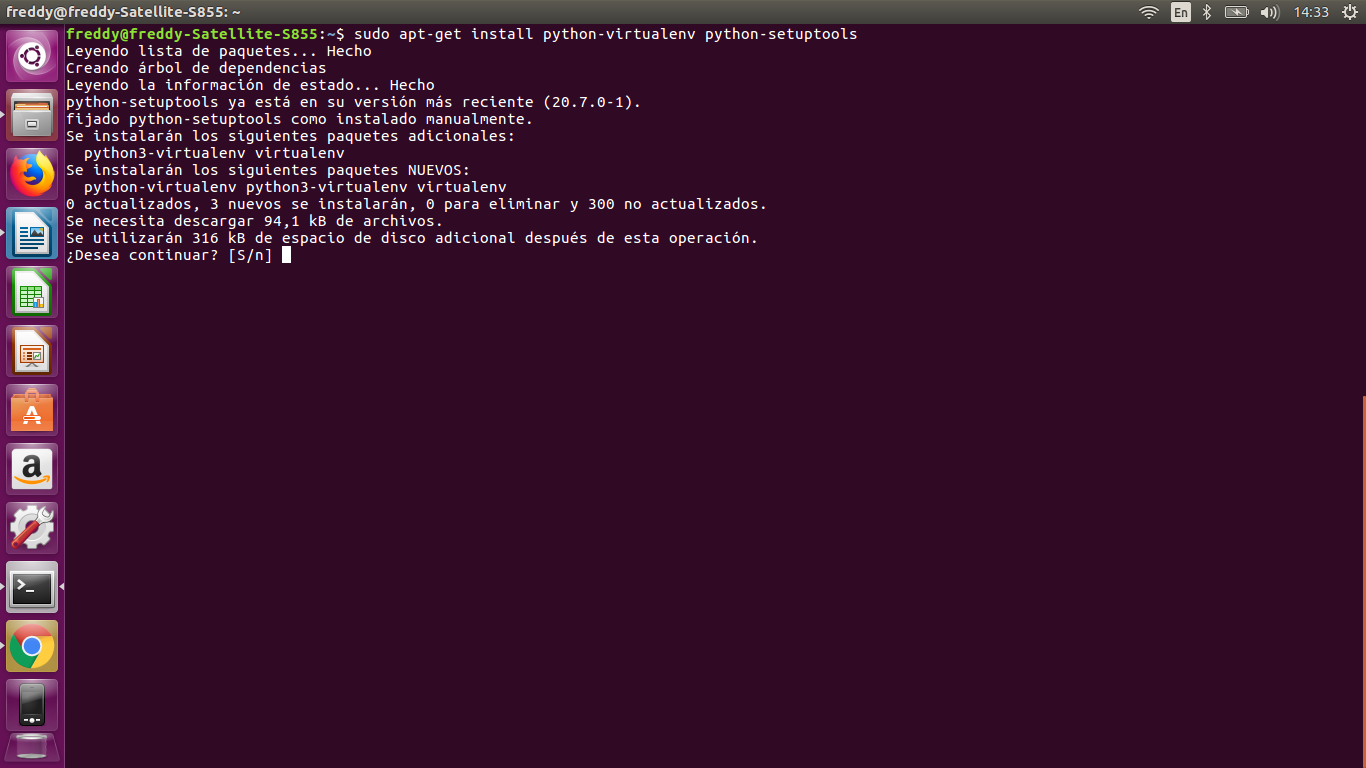 freddy@freddy-Satellite-S855: ~
En
14:33
freddy@freddy-Satellite-S855:~$ sudo apt-get install python-virtualenv python-setuptools
Leyendo lista de paquetes... Hecho
Creando árbol de dependencias
Leyendo la información de estado... Hecho
python-setuptools ya está en su versión más reciente (20.7.0-1).
fijado python-setuptools como instalado manualmente.
Se instalarán los siguientes paquetes adicionales:
  python3-virtualenv virtualenv
Se instalarán los siguientes paquetes NUEVOS:
  python-virtualenv python3-virtualenv virtualenv
0 actualizados, 3 nuevos se instalarán, 0 para eliminar y 300 no actualizados.
Se necesita descargar 94,1 kB de archivos.
Se utilizarán 316 kB de espacio de disco adicional después de esta operación.
¿Desea continuar? [S/n]